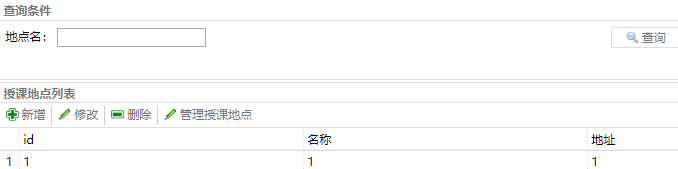 查询条件
地点名： 查询
授课地点列表
新增 修改 删除 管理授课地点
id 名称 地址
1 1 1 1